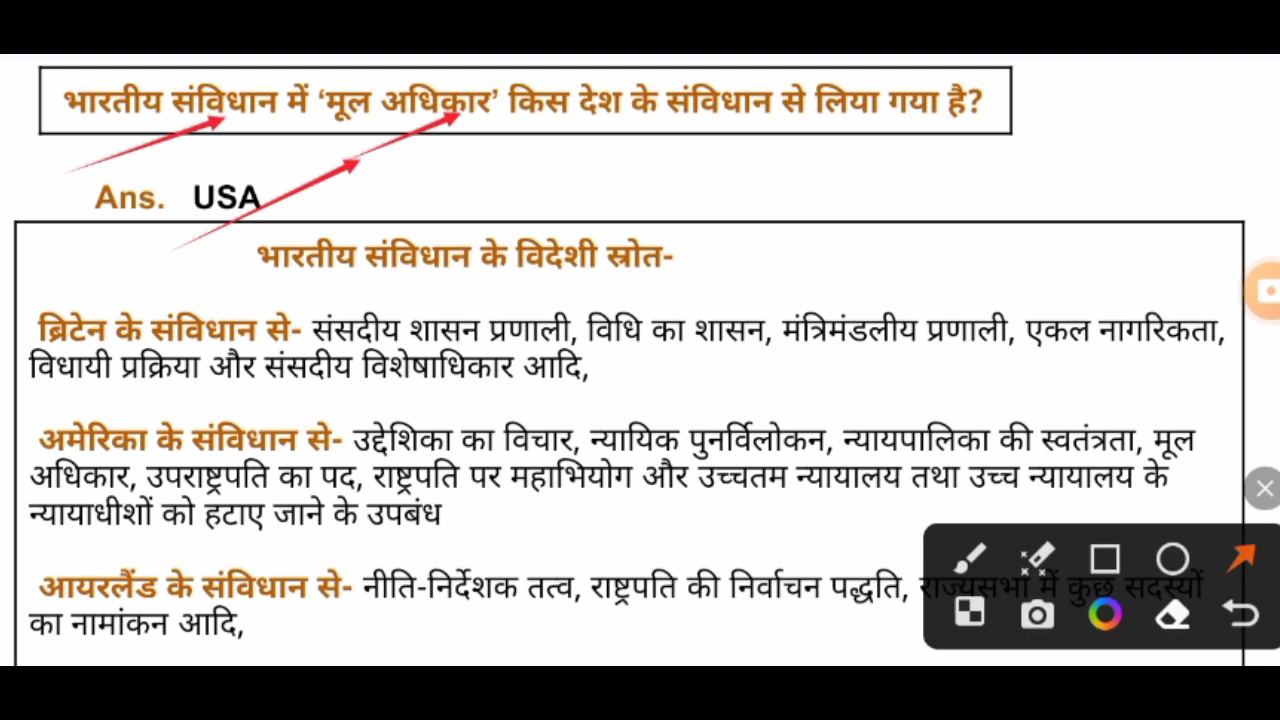 भारतीय संविधान में ‘मूल अधिकार’ किस देश के संविधान से लिया गया है?
Ans. USA
भारतीय संविधान के विदेशी स्रोत-
ब्रिटेन के संविधान से- संसदीय शासन प्रणाली, विधि का शासन, मंत्रिमंडलीय प्रणाली, एकल नागरिकता,
विधायी प्रक्रिया और संसदीय विशेषाधिकार आदि,
अमेरिका के संविधान से- उद्देशिका का विचार, न्यायिक पुनर्विलोकन, न्यायपालिका की स्वतंत्रता, मूल
अधिकार, उपराष्ट्रपति का पद, राष्ट्रपति पर महाभियोग और उच्चतम न्यायालय तथा उच्च न्यायालय के
न्यायाधीशों को हटाए जाने के उपबंध
आयरलैंड के संविधान से- नीति-निर्देशक तत्व, राष्ट्रपति की निर्वाचन पद्धति, राज्यसभा में कुछ सदस्यों
का नामांकन आदि,